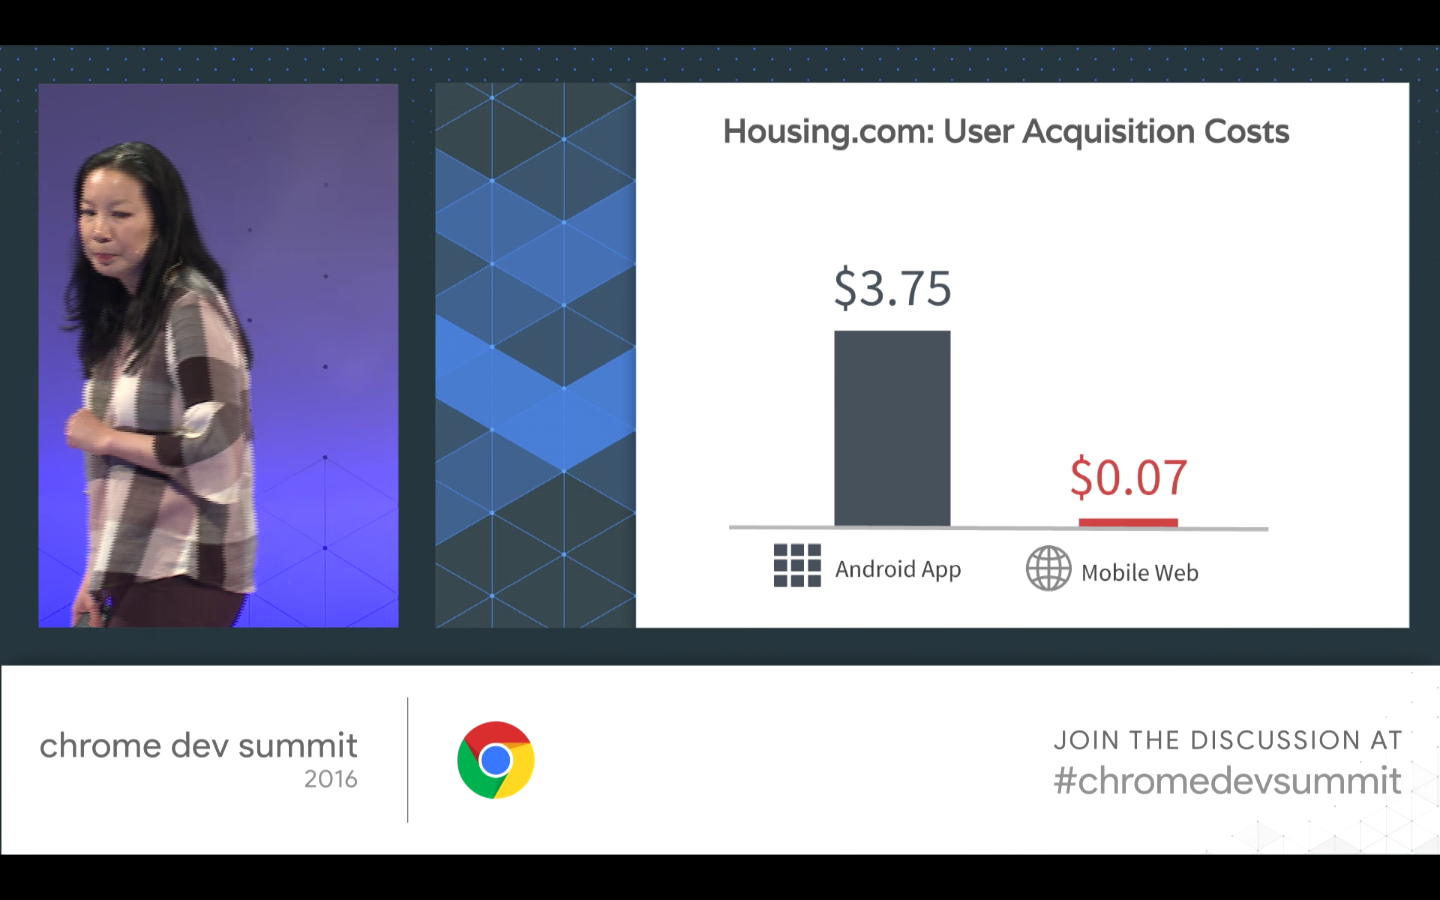 Housing.com: User Acquisition Costs
$3.75
$0.07
Android App
Mobile Web
chrome dev summit
2016
JOIN THE DISCUSSION AT
#chromedevsummit